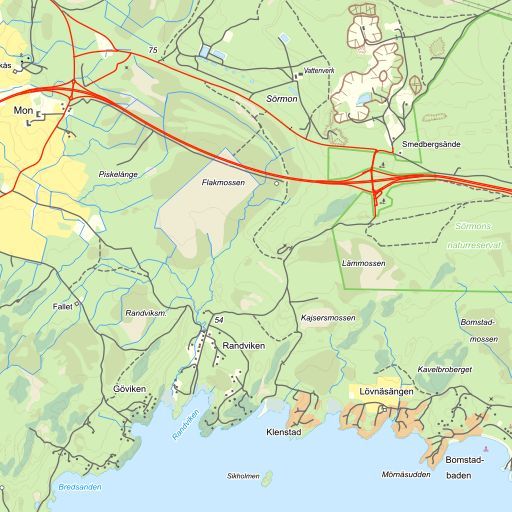 75
kås
Vattenverk
Sörmon
Mon
Smedbergsände
Piskelänge
Flakmossen
Sörmons
naturreservat
Lärnmossen
Fallet
Randviksm.
54
Kajsersmossen
Bomstad-
mossen
Randviken
Kavelbroberget
Göviken
Lövnäsängen
Randviken
Klenstad
Bomstad-
baden
Sikholmen
Mörnäsudden
Bredsanden